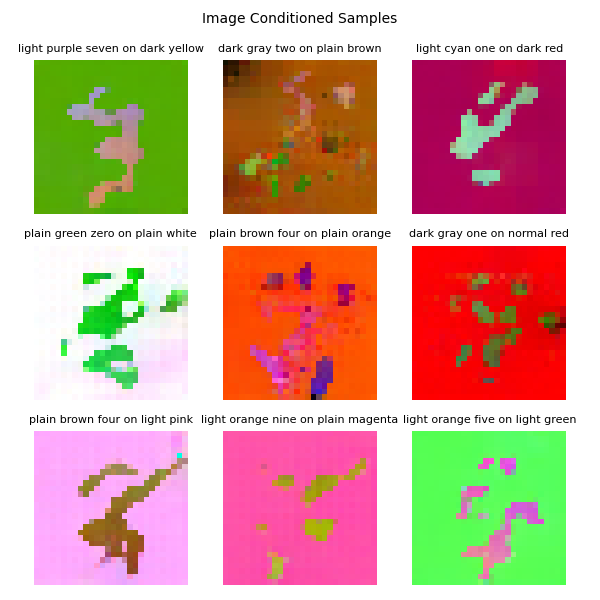 Image Conditioned Samples
light purple seven on dark yellow
dark gray two on plain brown
light cyan one on dark red
plain green zero on plain white
plain brown four on plain orange
dark gray one on normal red
plain brown four on light pink
light orange nine on plain magenta
light orange five on light green